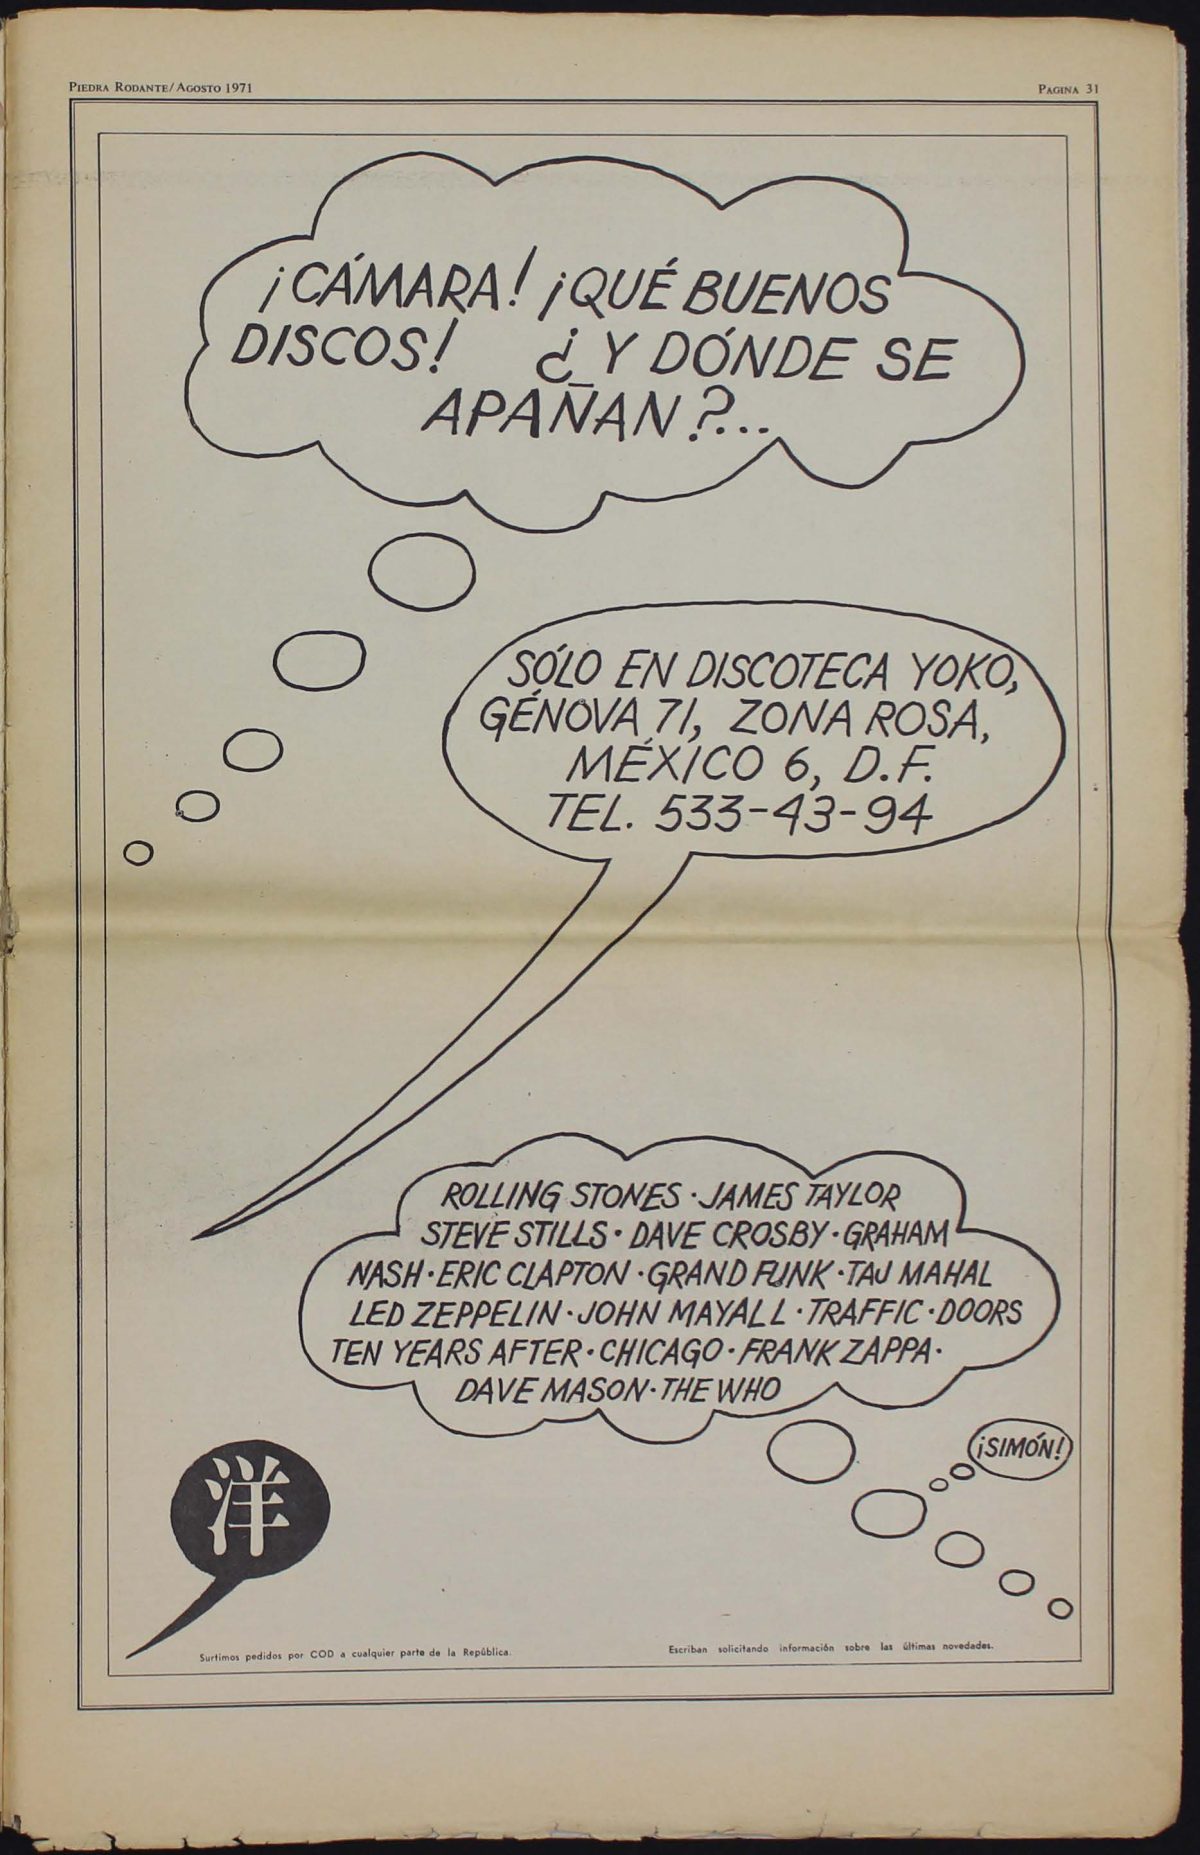 PIEDRA RODANTE/AGOSTO 1971
PAGINA 31
¡CÁMARA! ¡QUÉ BUENOS
DISCOS! ¿Y DÓNDE SE
APAÑAN?...
SÓLO EN DISCOTECA YOKO,
GÉNOVA 71, ZONA ROSA,
MÉXICO 6, D.F.
TEL. 533-43-94
ROLLING STONES · JAMES TAYLOR
STEVE STILLS · DAVE CROSBY · GRAHAM
NASH · ERIC CLAPTON · GRAND FUNK · TAJ MAHAL
LED ZEPPELIN · JOHN MAYALL · TRAFFIC · DOORS
TEN YEARS AFTER · CHICAGO · FRANK ZAPPA ·
DAVE MASON · THE WHO
¡SIMÓN!
洋
Surtimos pedidos por COD a cualquier parte de la República.
Escriban solicitando información sobre las últimas novedades.